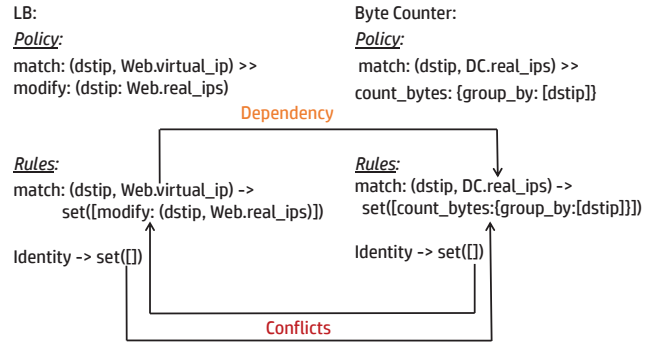 LB:
Policy:
match: (dstip, Web.virtual_ip) >>
modify: (dstip: Web.real_ips)
Byte Counter:
Policy:
match: (dstip, DC.real_ips) >>
count_bytes: {group_by: [dstip]}
Dependency
Rules:
match: (dstip, Web.virtual_ip) ->
set([modify: (dstip, Web.real_ips)])
Identity -> set([])
Rules:
match: (dstip, DC.real_ips) ->
set([count_bytes:{group_by:[dstip]}])
Identity -> set([])
Conflicts